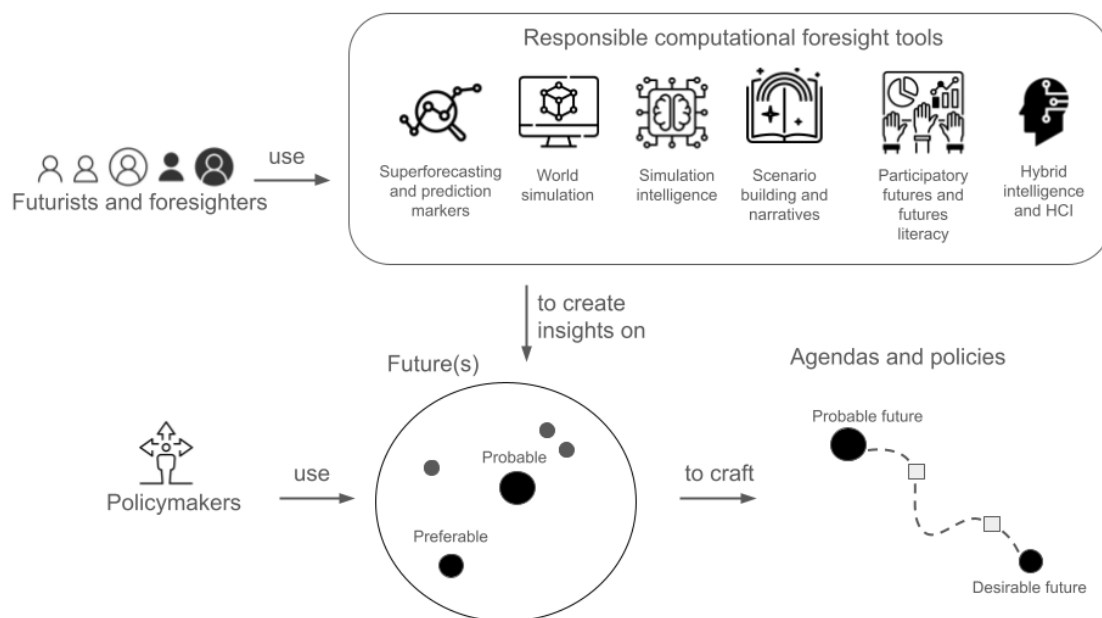 Responsible computational foresight tools
use
Futurists and foresighters
Superforecasting
and prediction
markers
World
simulation
Simulation
intelligence
Scenario
building and
narratives
Participatory
futures and
futures
literacy
Hybrid
intelligence
and HCI
to create
insights on
Future(s)
Agendas and policies
Probable future
Probable
use
to craft
Policymakers
Preferable
Desirable future